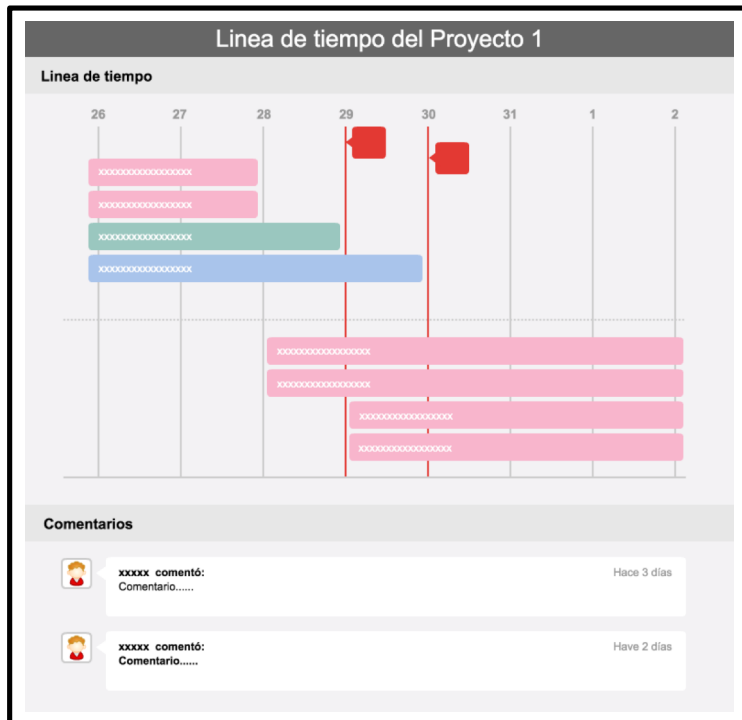 Linea de tiempo del Proyecto 1
Linea de tiempo
26 27 28 29 30 31 1 2
xxxxxxxxxxxxxxxxx
xxxxxxxxxxxxxxxxx
xxxxxxxxxxxxxxxxx
xxxxxxxxxxxxxxxxx
xxxxxxxxxxxxxxxxx
xxxxxxxxxxxxxxxxx
xxxxxxxxxxxxxxxxx
xxxxxxxxxxxxxxxxx
Comentarios
xxxxx comentó: Hace 3 días
Comentario......
xxxxx comentó: Have 2 días
Comentario......